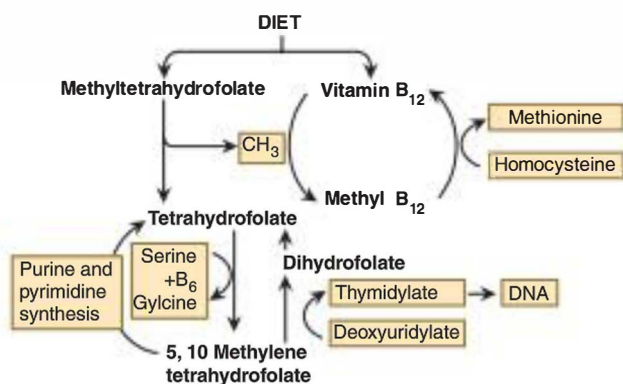 DIET
Methyltetrahydrofolate
Vitamin B12
CH3
Methionine
Homocysteine
Methyl B12
Tetrahydrofolate
Serine
+B6
Gylcine
Purine and
pyrimidine
synthesis
Dihydrofolate
Thymidylate
DNA
Deoxyuridylate
5, 10 Methylene
tetrahydrofolate